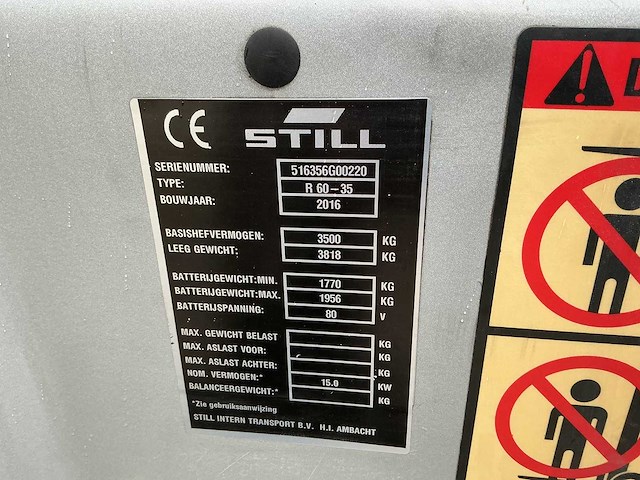 CE STILL
SERIENUMMER: 516356G00220
TYPE: R 60-35
BOUWJAAR: 2016
BASISHEFVERMOGEN: 3500 KG
LEEG GEWICHT: 3818 KG
BATTERIJGEWICHT:MIN. 1770 KG
BATTERIJGEWICHT:MAX. 1956 KG
BATTERIJSPANNING: 80 V
MAX. GEWICHT BELAST KG
MAX. ASLAST VOOR: KG
MAX. ASLAST ACHTER: KG
NOM. VERMOGEN:* 15.0 KW
BALANCEERGEWICHT:* KG
*Zie gebruiksaanwijzing
STILL INTERN TRANSPORT B.V. H.I. AMBACHT